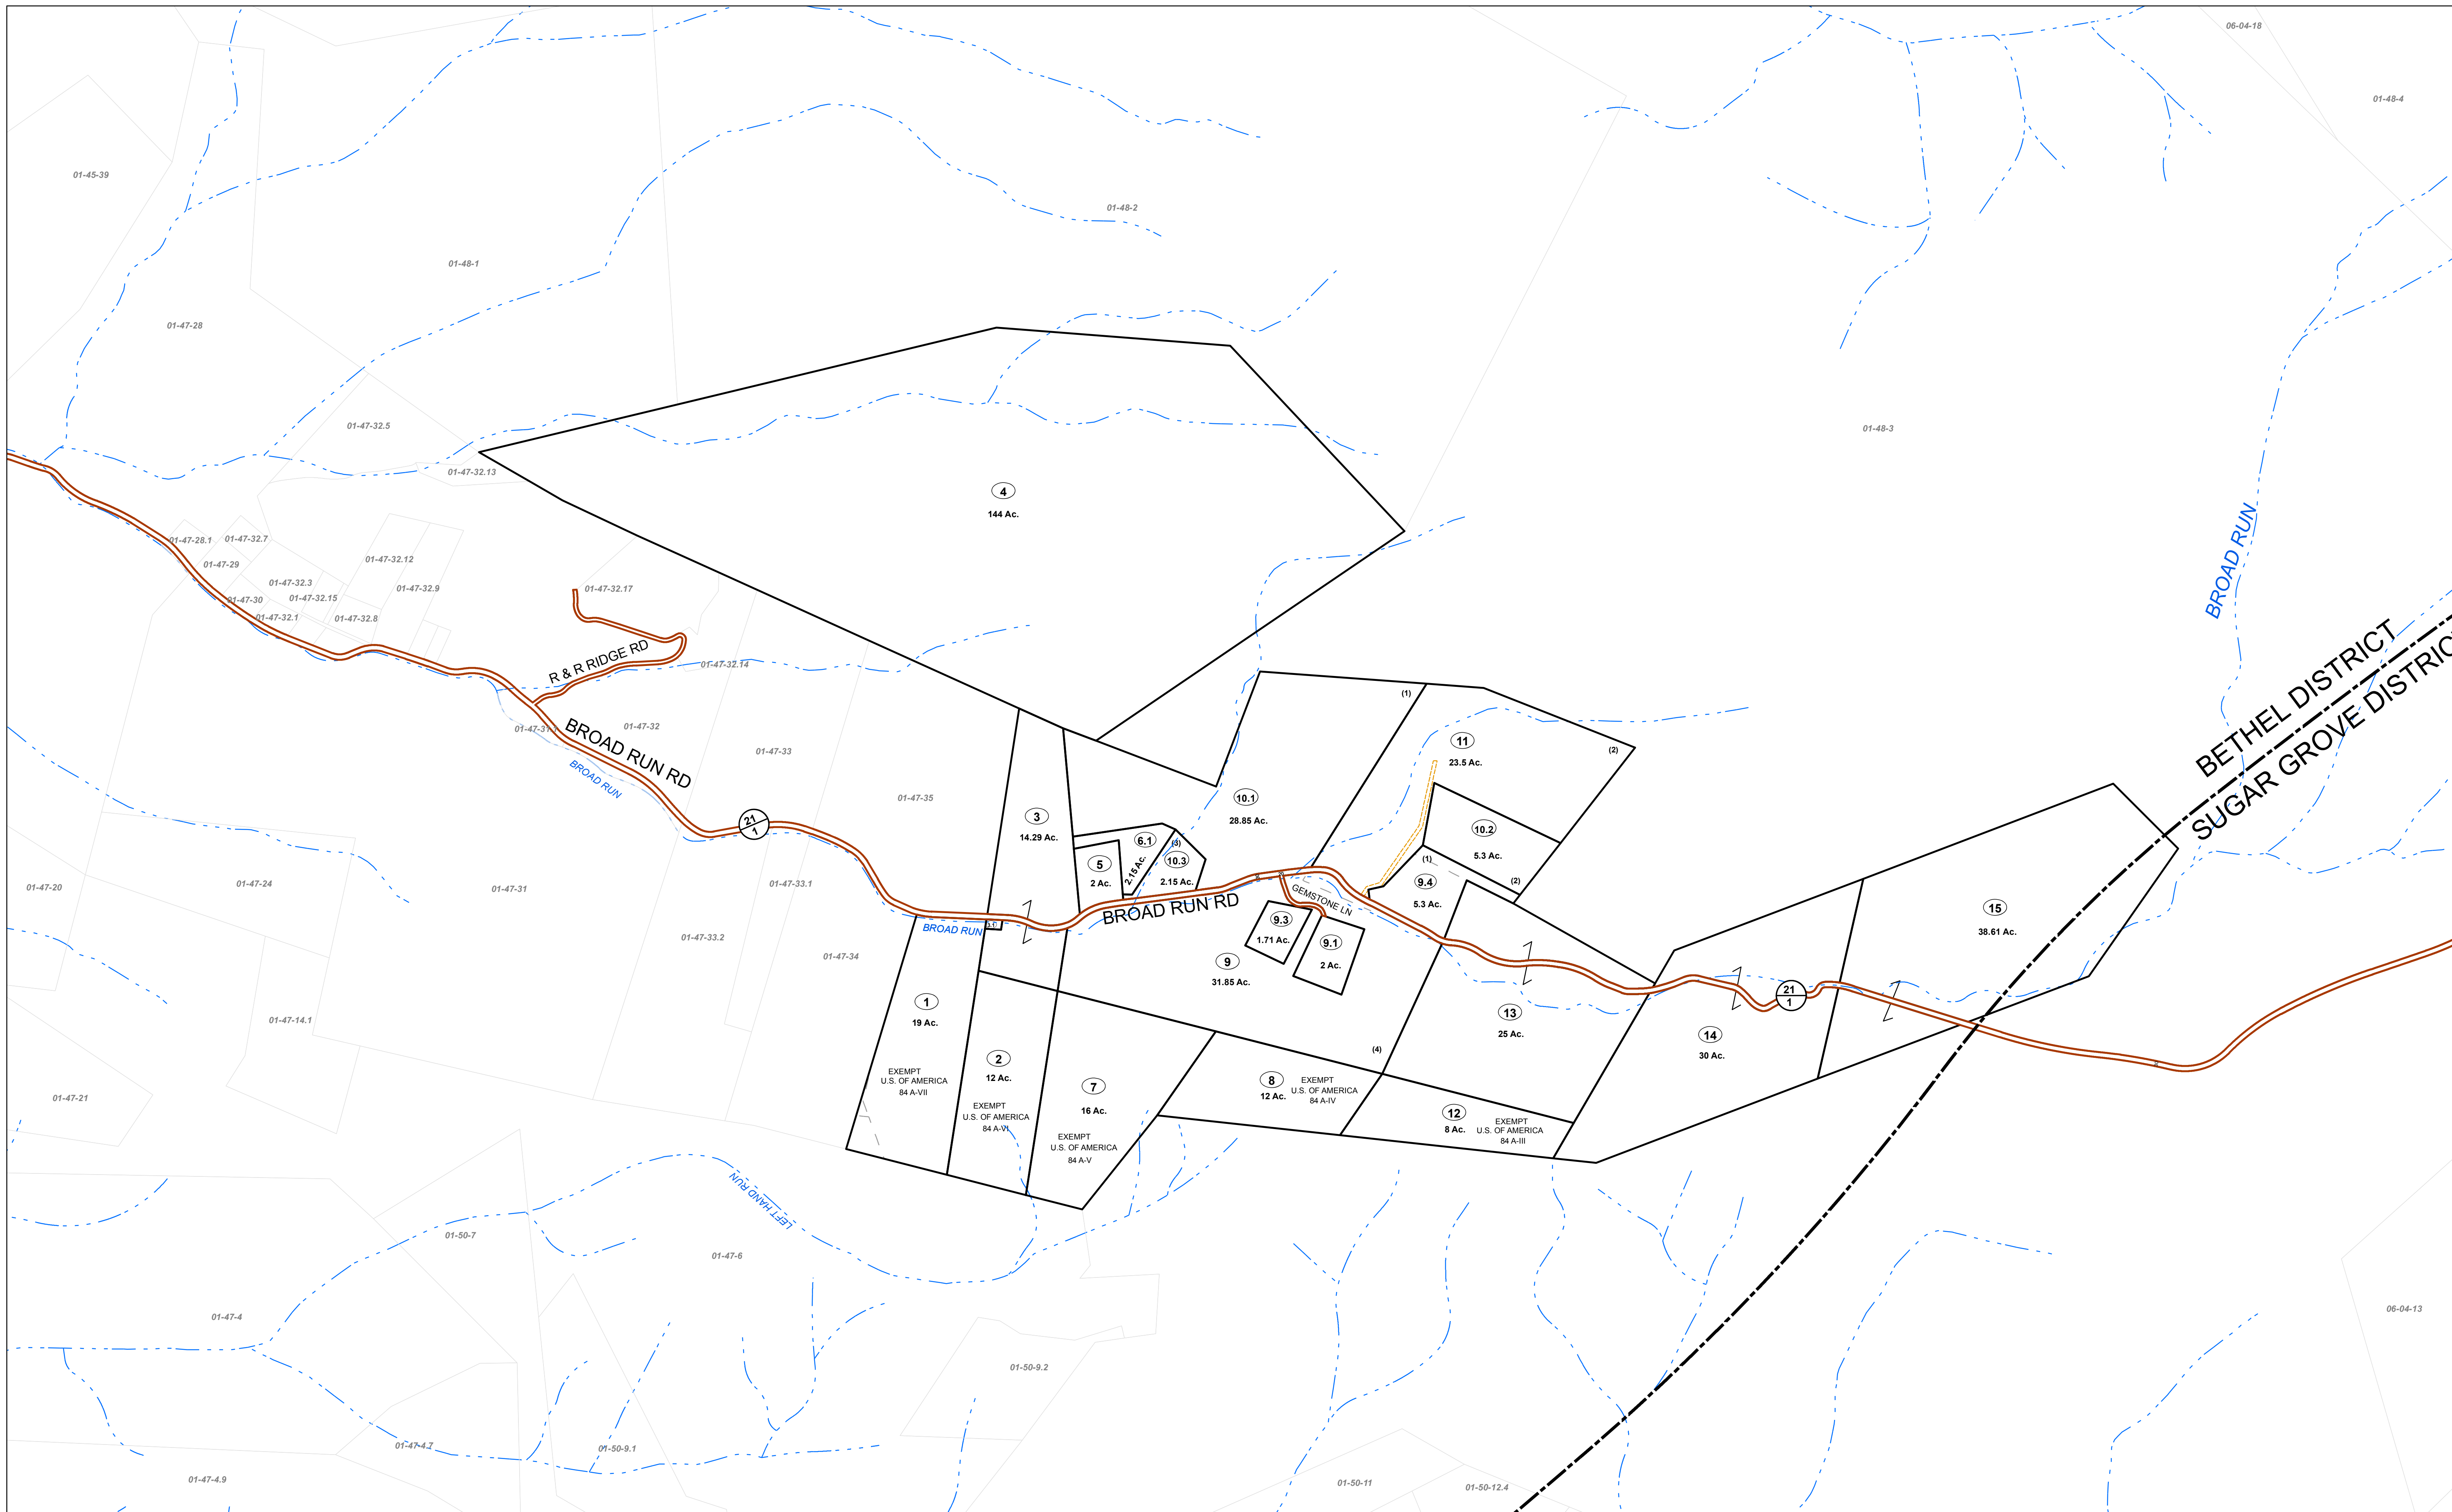 06-04-18
01-48-4
01-45-39
01-48-2
01-48-1
01-47-28
01-47-32.5
01-48-3
01-47-32.13
4
144 Ac.
BROAD RUN
01-47-28.1
01-47-32.7
01-47-32.12
01-47-29
01-47-32.3
01-47-32.9
01-47-32.17
01-47-30
01-47-32.15
01-47-32.1
01-47-32.8
R & R RIDGE RD
01-47-32.14
BETHEL DISTRICT
SUGAR GROVE DISTRIC
01-47-32
BROAD RUN RD
BROAD RUN
01-47-33
01-47-35
21
1
(1)
(2)
11
23.5 Ac.
10.1
28.85 Ac.
3
14.29 Ac.
10.2
5.3 Ac.
6.1
2.15 Ac.
(3)
10.3
2.15 Ac.
5
2 Ac.
(1)
(2)
9.4
5.3 Ac.
GEMSTONE LN
BROAD RUN RD
01-47-20
01-47-24
01-47-31
01-47-33.1
01-47-33.2
01-47-34
BROAD RUN
9.3
1.71 Ac.
9.1
2 Ac.
9
31.85 Ac.
15
38.61 Ac.
21
1
1
19 Ac.
EXEMPT
U.S. OF AMERICA
84 A-VII
13
25 Ac.
14
30 Ac.
01-47-14.1
2
12 Ac.
EXEMPT
U.S. OF AMERICA
84 A-VI
7
16 Ac.
EXEMPT
U.S. OF AMERICA
84 A-V
(4)
8
12 Ac.
EXEMPT
U.S. OF AMERICA
84 A-IV
12
8 Ac.
EXEMPT
U.S. OF AMERICA
84 A-III
01-47-21
LEFT HAND RUN
01-50-7
01-47-6
01-47-4
06-04-13
01-50-9.2
01-47-4.7
01-50-9.1
01-47-4.9
01-50-11
01-50-12.4